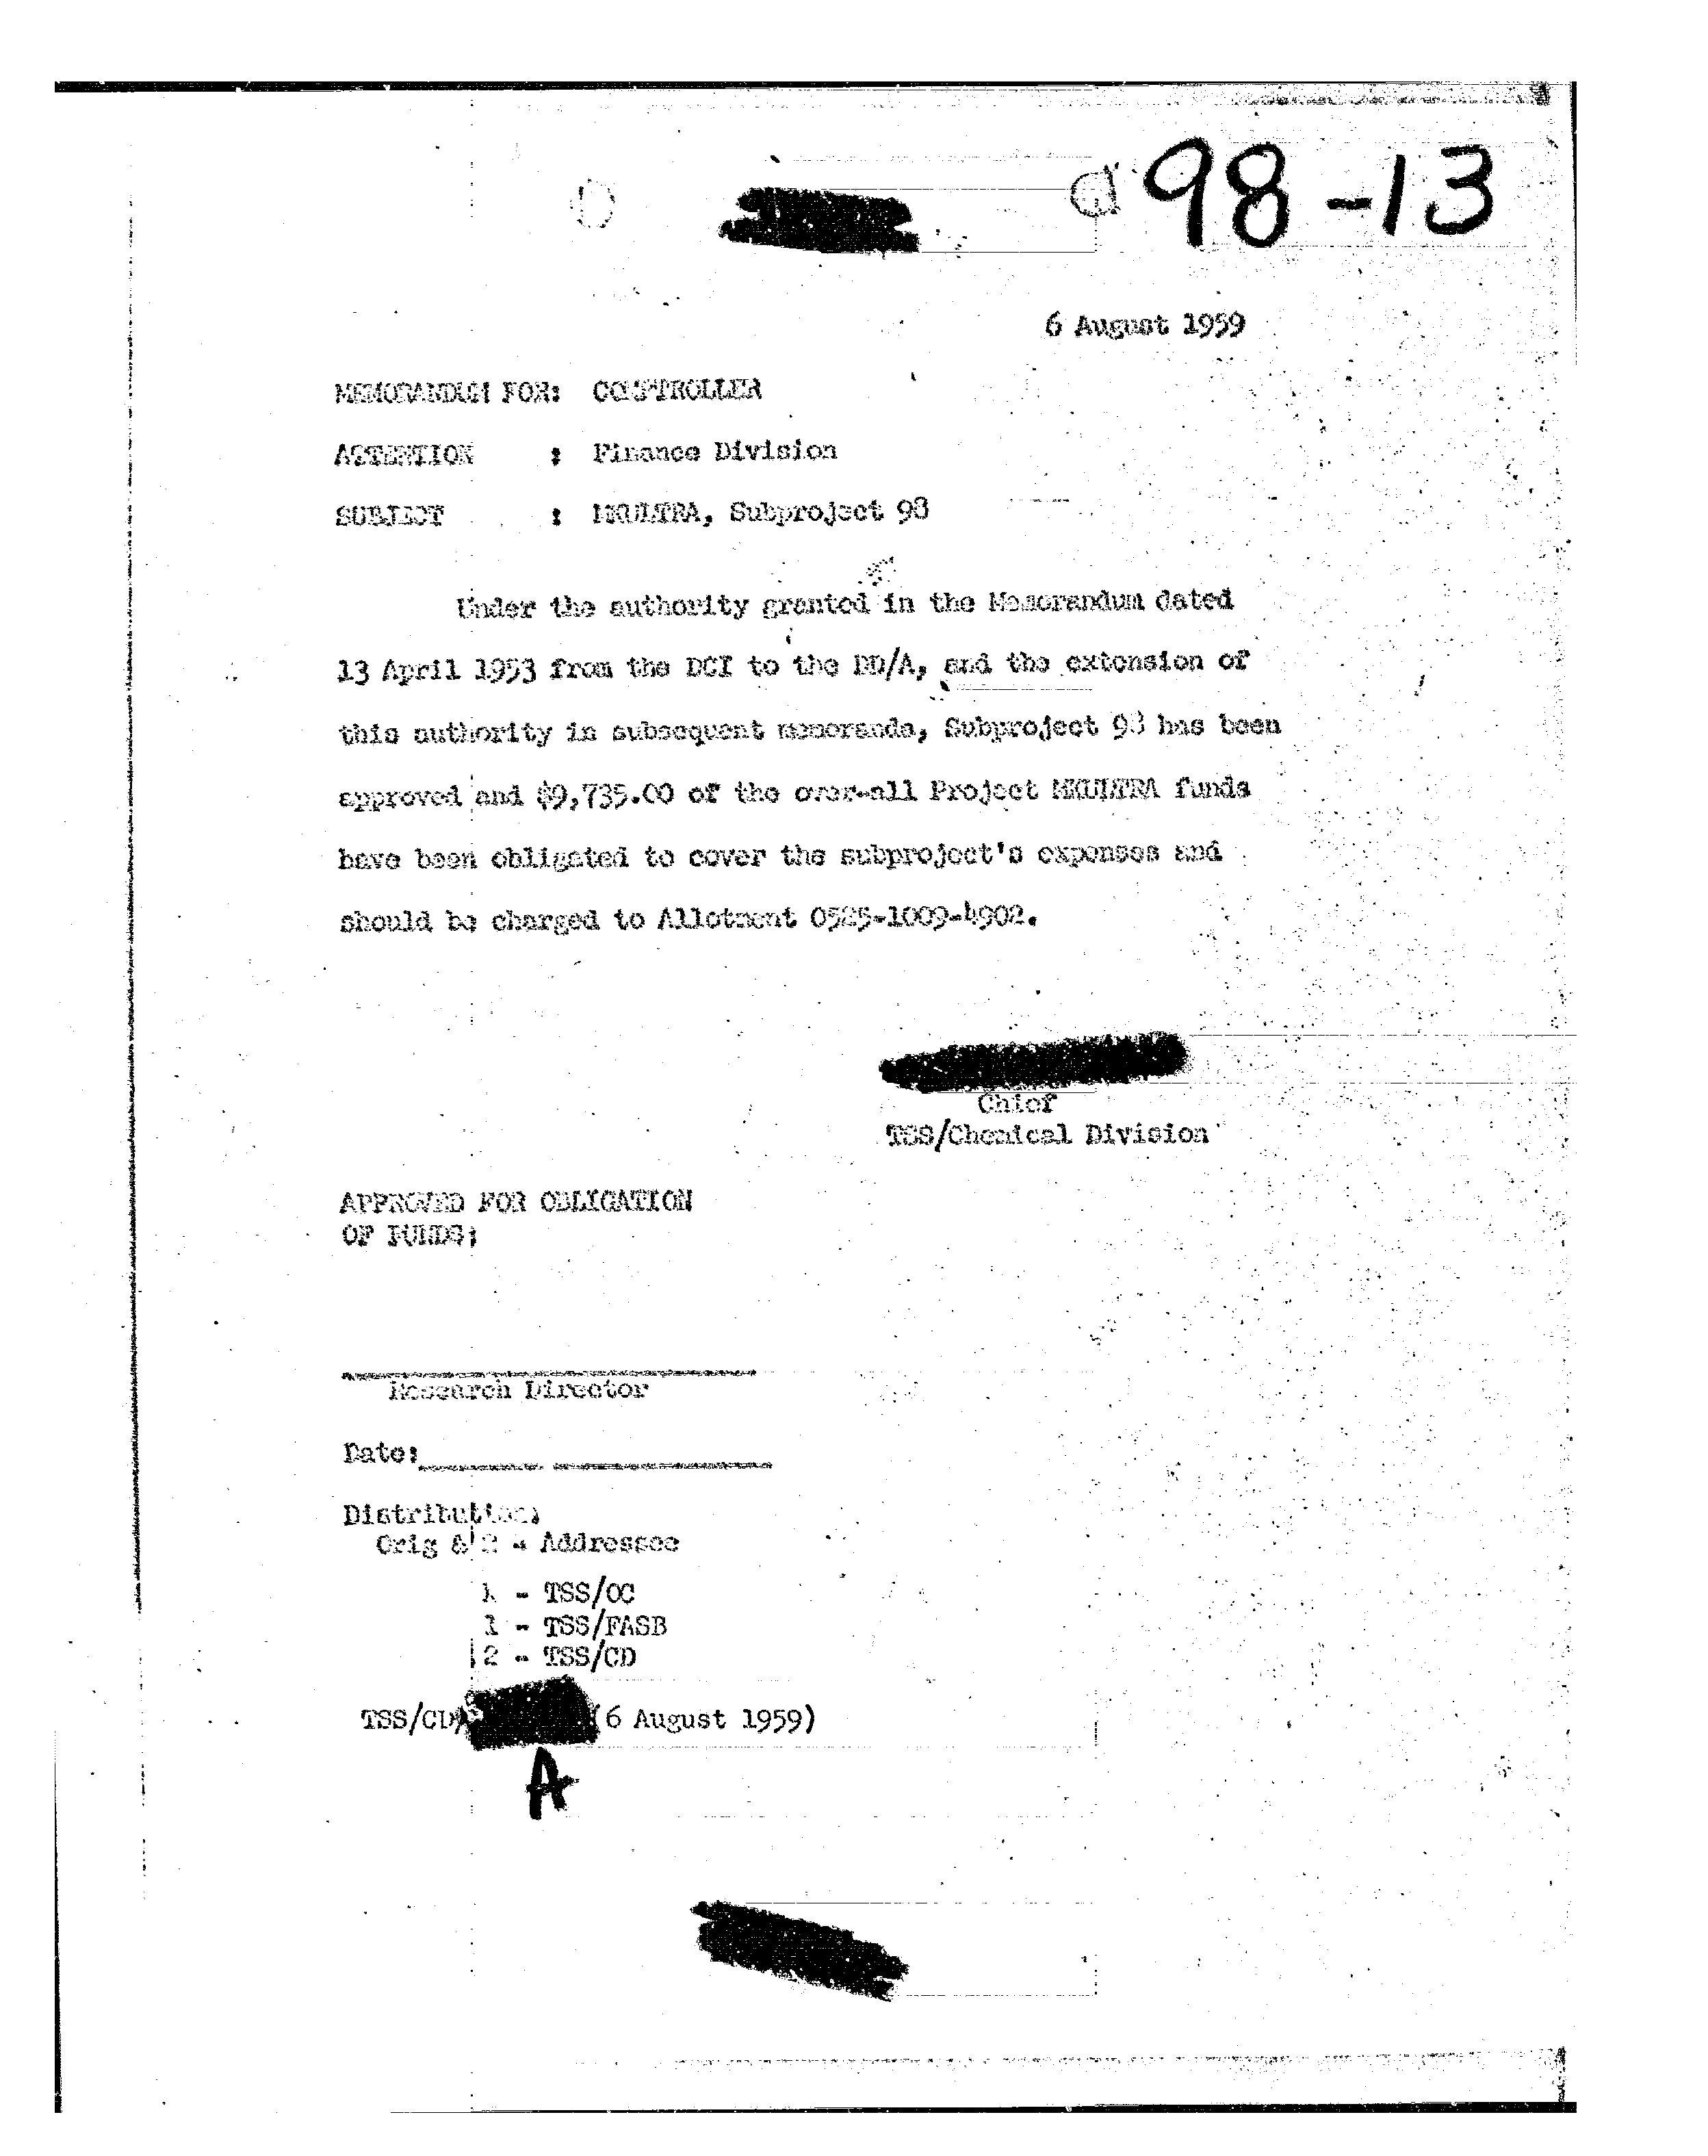 98-13
6 August 1959
MEMORANDUM FOR: COMPTROLLER
ATTENTION : Finance Division
SUBJECT : MKULTRA, Subproject 98
Under the authority granted in the Memorandum dated
13 April 1953 from the DCI to the DD/A, and the extension of
this authority in subsequent memoranda, Subproject 98 has been
approved and $9,735.00 of the over-all Project MKULTRA funds
have been obligated to cover the subproject's expenses and
should be charged to Allotment 0525-1009-4902.
Chief
TSS/Chemical Division
APPROVED FOR OBLIGATION
OF FUNDS:
Research Director
Date:
Distribution:
Orig & 2 - Addressee
1 - TSS/OC
1 - TSS/FASB
2 - TSS/CD
TSS/CD/ (6 August 1959)
A